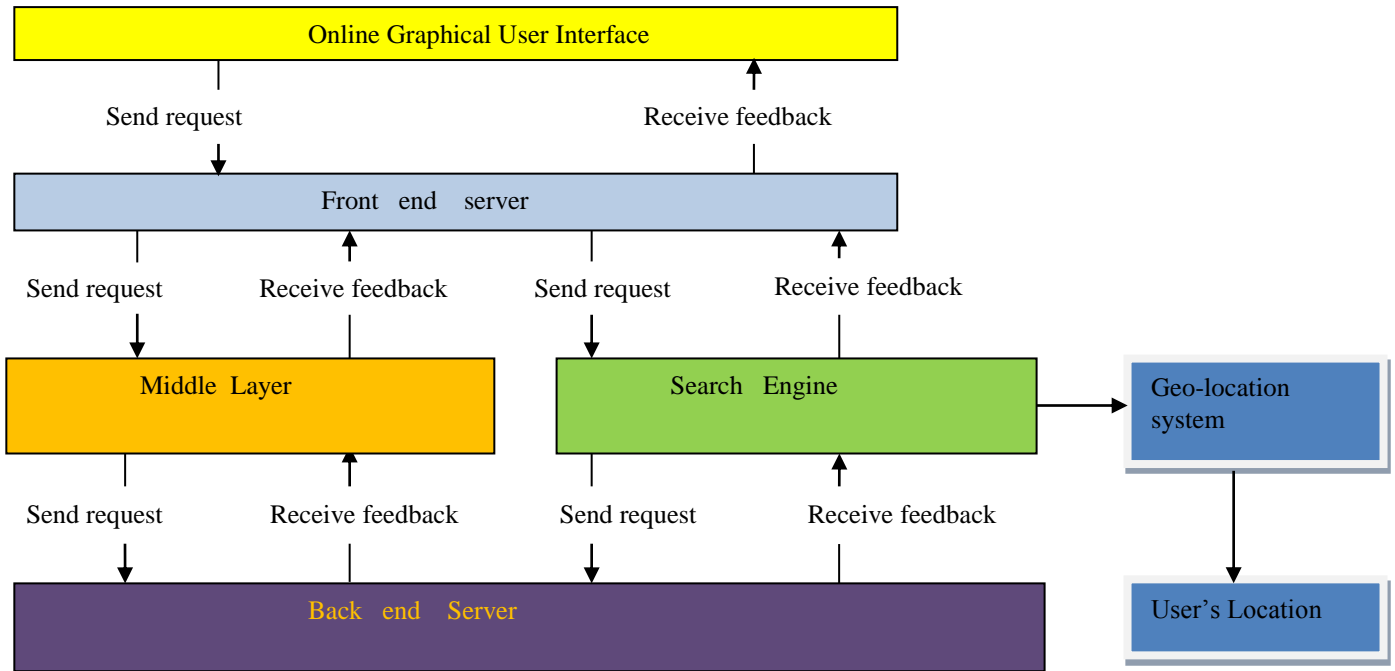 Online Graphical User Interface
Send request
Receive feedback
Front end server
Send request
Receive feedback
Send request
Receive feedback
Middle Layer
Search Engine
Geo-location
system
Send request
Receive feedback
Send request
Receive feedback
Back end Server
User’s Location